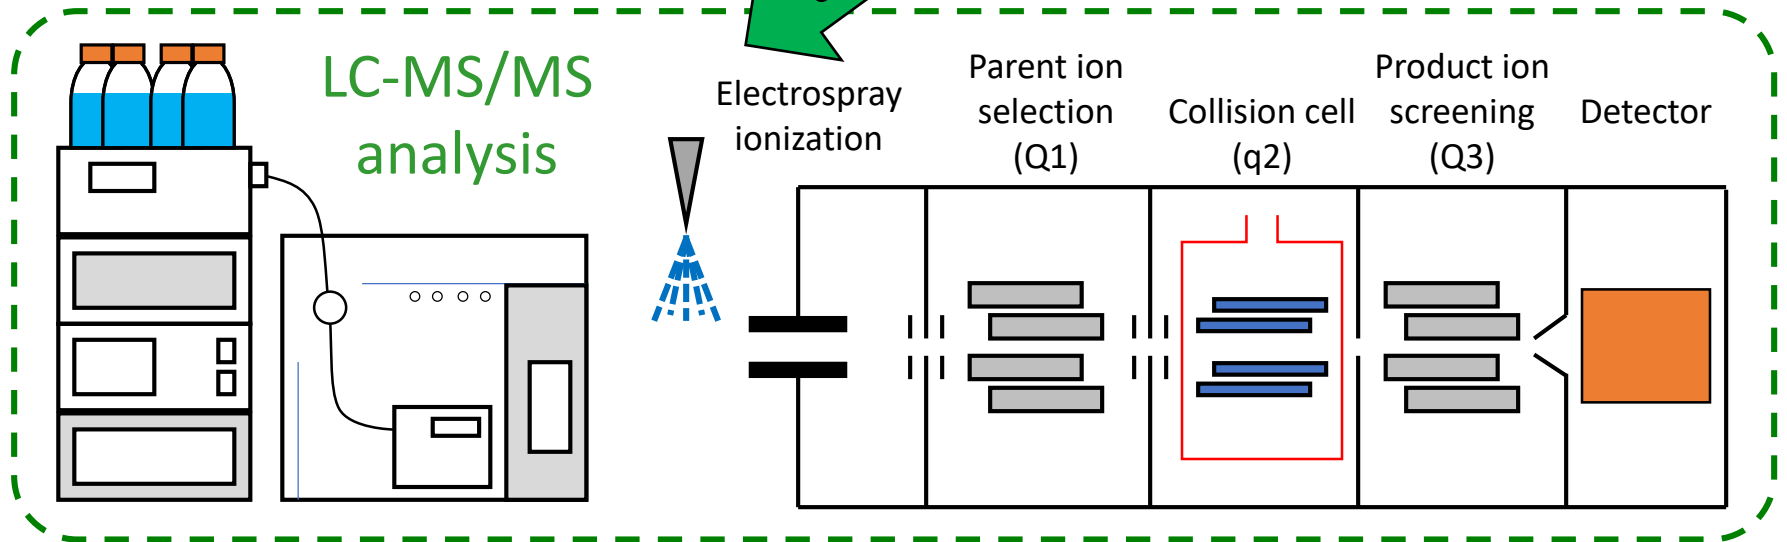 LC-MS/MS
analysis
Electrospray
ionization
Parent ion
selection
(Q1)
Collision cell
(q2)
Product ion
screening
(Q3)
Detector